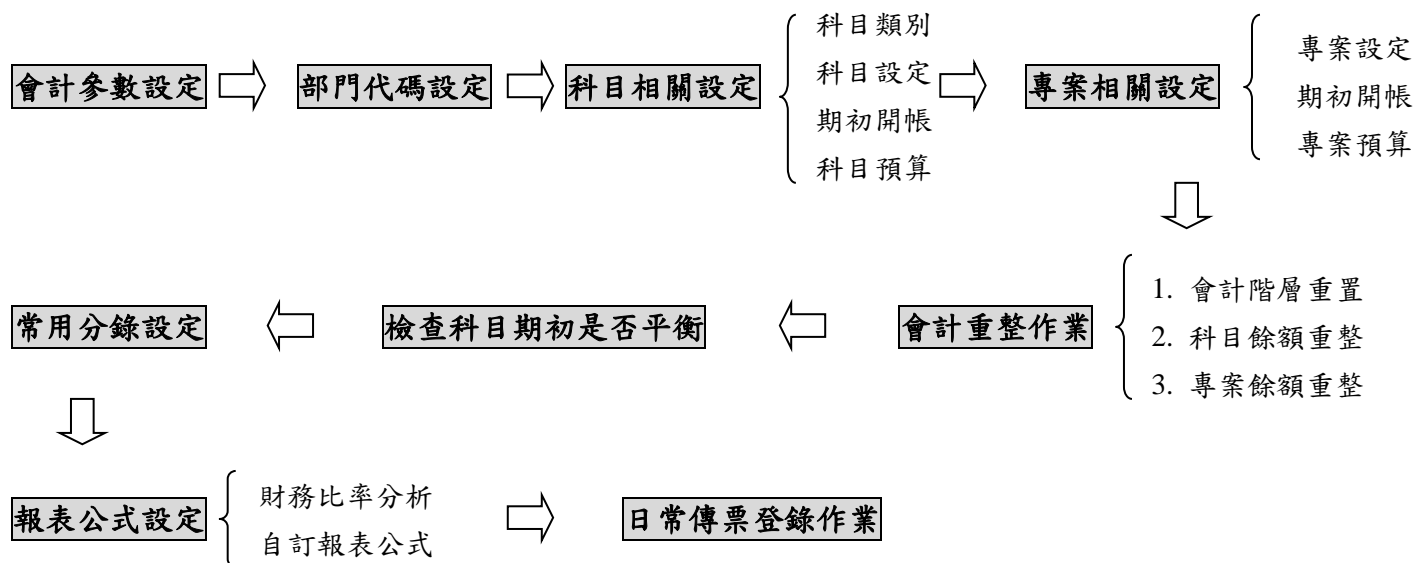 會計參數設定
部門代碼設定
科目相關設定
科目類別
科目設定
期初開帳
科目預算
專案相關設定
專案設定
期初開帳
專案預算
會計重整作業
1. 會計階層重置
2. 科目餘額重整
3. 專案餘額重整
檢查科目期初是否平衡
常用分錄設定
報表公式設定
財務比率分析
自訂報表公式
日常傳票登錄作業